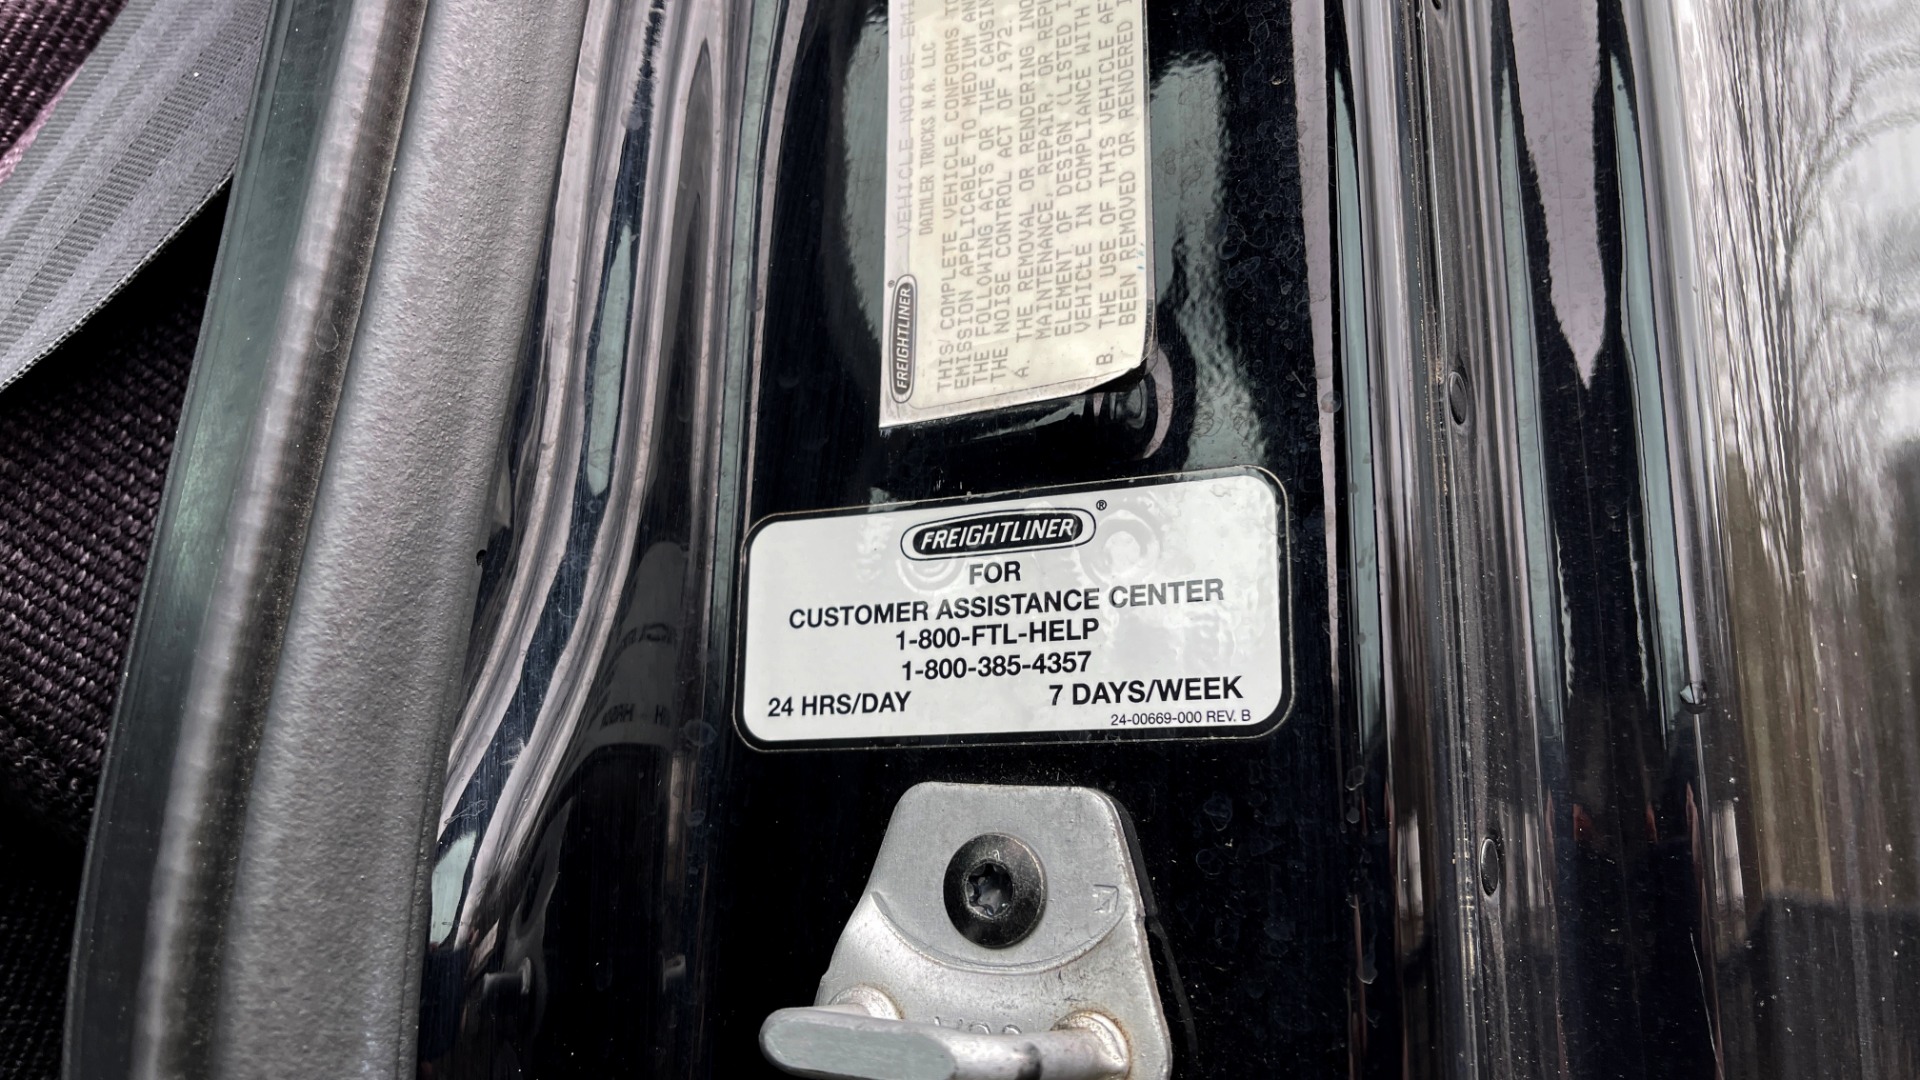 FREIGHTLINER®
VEHICLE NOISE EMI
DAIMLER TRUCKS N.A. LLC
THIS COMPLETE VEHICLE CONFORMS TO
EMISSION APPLICABLE TO MEDIUM AN
THE FOLLOWING ACTS OR THE CAUSIN
THE NOISE CONTROL ACT OF 1972.
A. THE REMOVAL OR RENDERING INO
MAINTENANCE, REPAIR, OR REPL
ELEMENT OF DESIGN (LISTED I
VEHICLE IN COMPLIANCE WITH
B. THE USE OF THIS VEHICLE AF
BEEN REMOVED OR RENDERED I
FREIGHTLINER®
FOR
CUSTOMER ASSISTANCE CENTER
1-800-FTL-HELP
1-800-385-4357
24 HRS/DAY 7 DAYS/WEEK
24-00669-000 REV. B